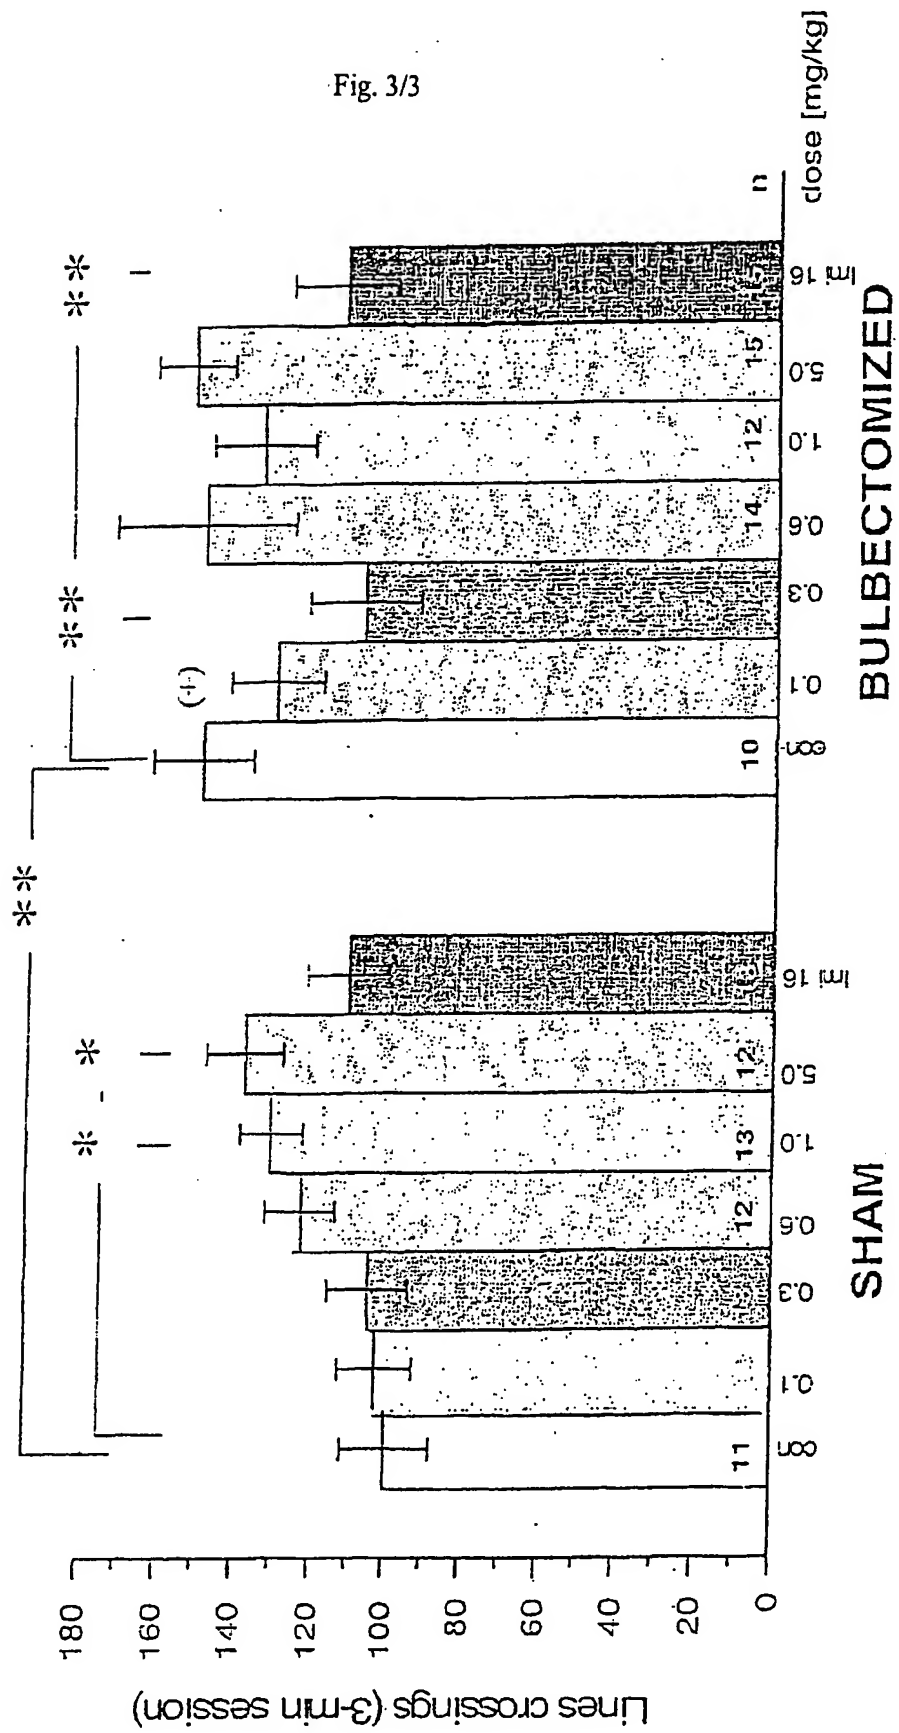 Fig. 3/3
Lines crossings (3-min session)
180
160
140
120
100
80
60
40
20
0
** 
* - *
** **
(+)
11 12 13 12
10 14 12 15 n
con 0.1 0.3 0.6 1.0 5.0 Imi 16
con 0.1 0.3 0.6 1.0 5.0 Imi 16
dose [mg/kg]
SHAM BULBECTOMIZED